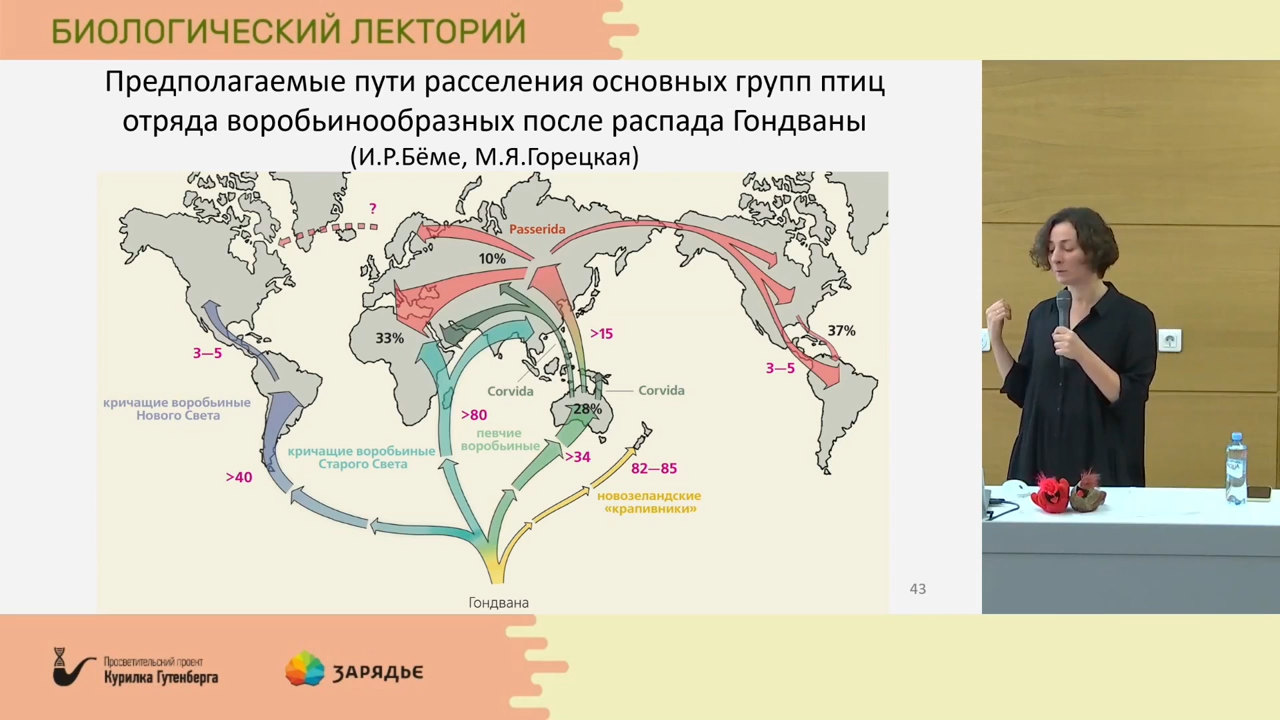 БИОЛОГИЧЕСКИЙ ЛЕКТОРИЙ
Предполагаемые пути расселения основных групп птиц
отряда воробьинообразных после распада Гондваны
(И.Р.Бёме, М.Я.Горецкая)
?
Passerida
10%
33%
>15
37%
3—5
3—5
Corvida
Corvida
28%
кричащие воробьиные
Нового Света
>80
певчие
воробьиные
кричащие воробьиные
Старого Света
>34
82—85
>40
новозеландские
«крапивники»
43
Гондвана
Просветительский проект
Курилка Гутенберга
ЗАРЯДЬЕ